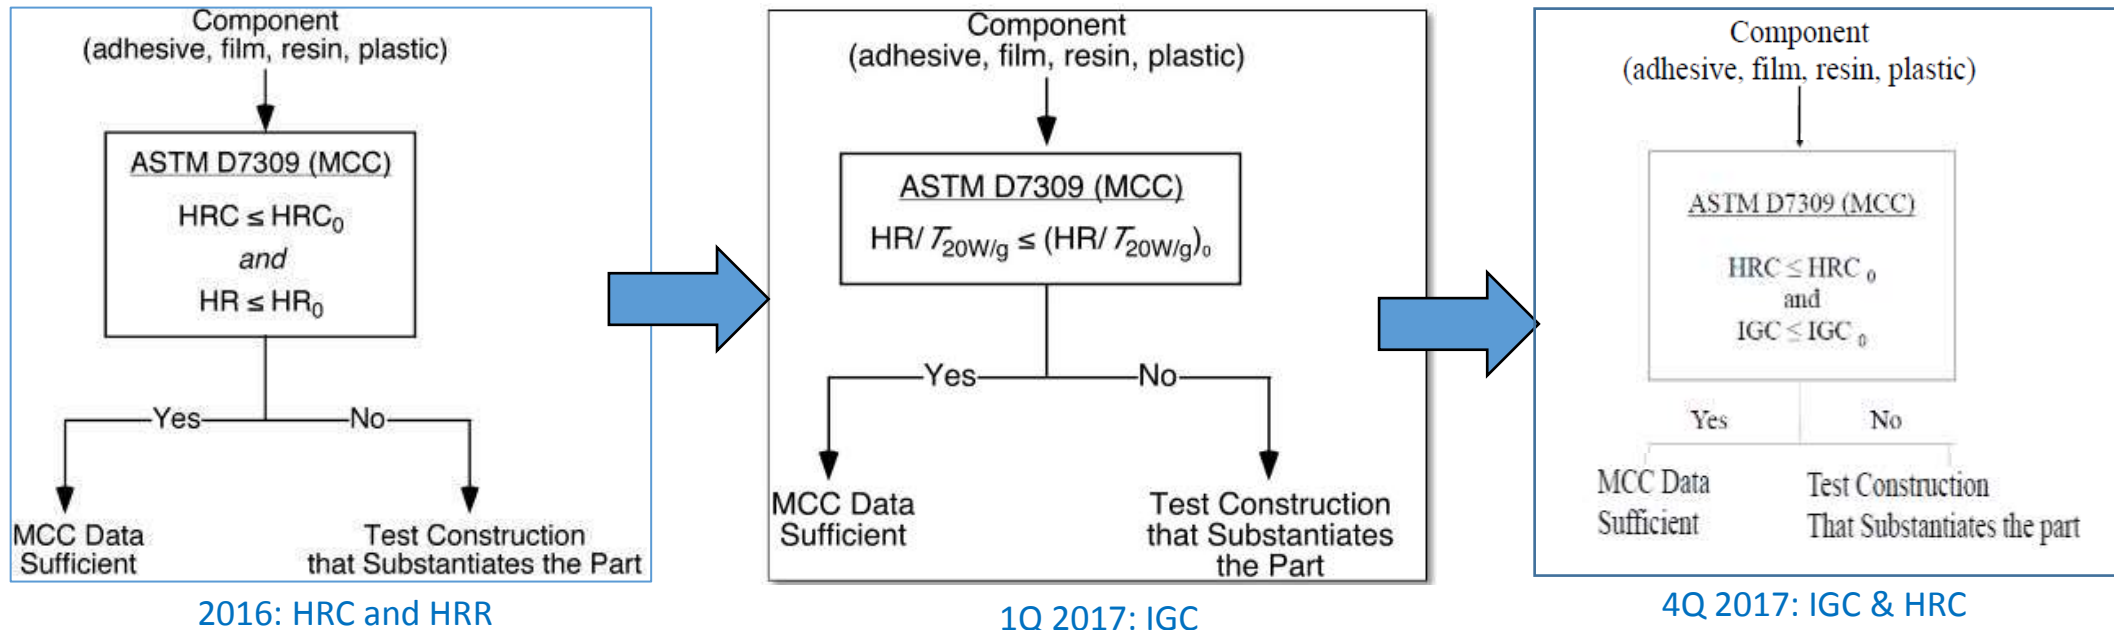 Component
(adhesive, film, resin, plastic)
ASTM D7309 (MCC)
HRC ≤ HRC₀
and
HR ≤ HR₀
Yes
No
MCC Data
Sufficient
Test Construction
that Substantiates the Part
2016: HRC and HRR
Component
(adhesive, film, resin, plastic)
ASTM D7309 (MCC)
HR/ T20W/g ≤ (HR/ T20W/g)₀
Yes
No
MCC Data
Sufficient
Test Construction
that Substantiates
the Part
1Q 2017: IGC
Component
(adhesive, film, resin, plastic)
ASTM D7309 (MCC)
HRC ≤ HRC ₀
and
IGC ≤ IGC ₀
Yes
No
MCC Data
Sufficient
Test Construction
That Substantiates the part
4Q 2017: IGC & HRC